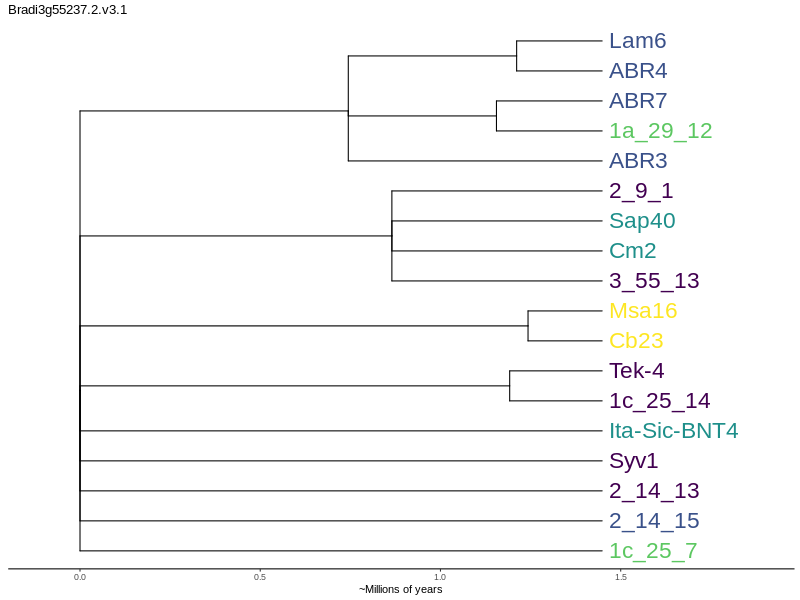 Bradi3g55237.2.v3.1
Lam6
ABR4
ABR7
1a_29_12
ABR3
2_9_1
Sap40
Cm2
3_55_13
Msa16
Cb23
Tek-4
1c_25_14
Ita-Sic-BNT4
Syv1
2_14_13
2_14_15
1c_25_7
0.0 0.5 1.0 1.5
~Millions of years